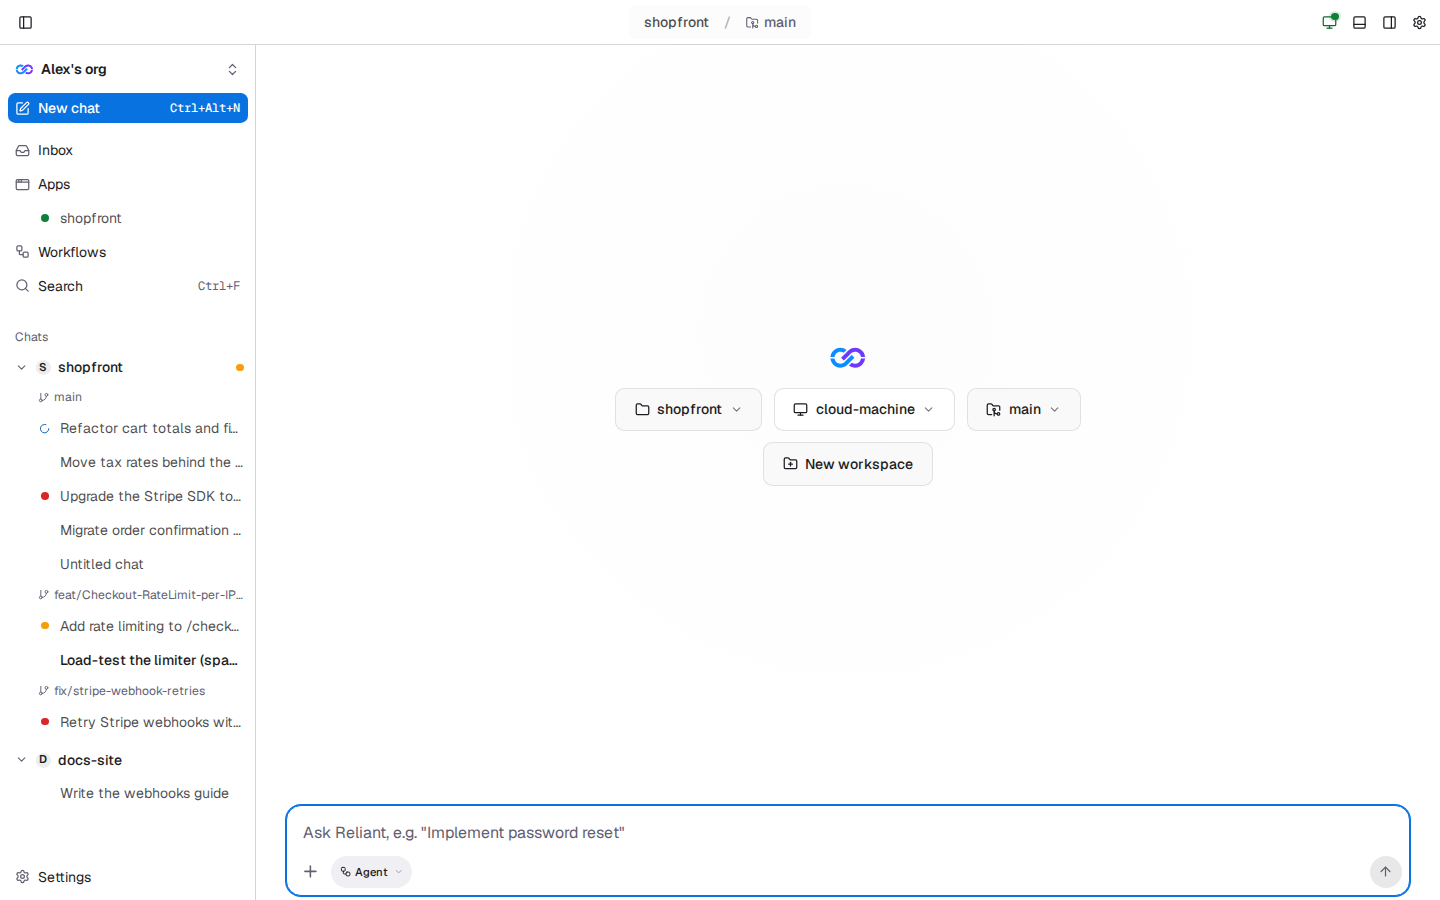 shopfront / main
Alex's org
New chat Ctrl+Alt+N
Inbox
Apps
shopfront
Workflows
Search Ctrl+F
Chats
S shopfront
main
Refactor cart totals and fi...
Move tax rates behind the ...
Upgrade the Stripe SDK to...
Migrate order confirmation ...
Untitled chat
feat/Checkout-RateLimit-per-IP...
Add rate limiting to /check...
Load-test the limiter (spa...
fix/stripe-webhook-retries
Retry Stripe webhooks wit...
D docs-site
Write the webhooks guide
Settings
shopfront cloud-machine main
New workspace
Ask Reliant, e.g. "Implement password reset"
Agent